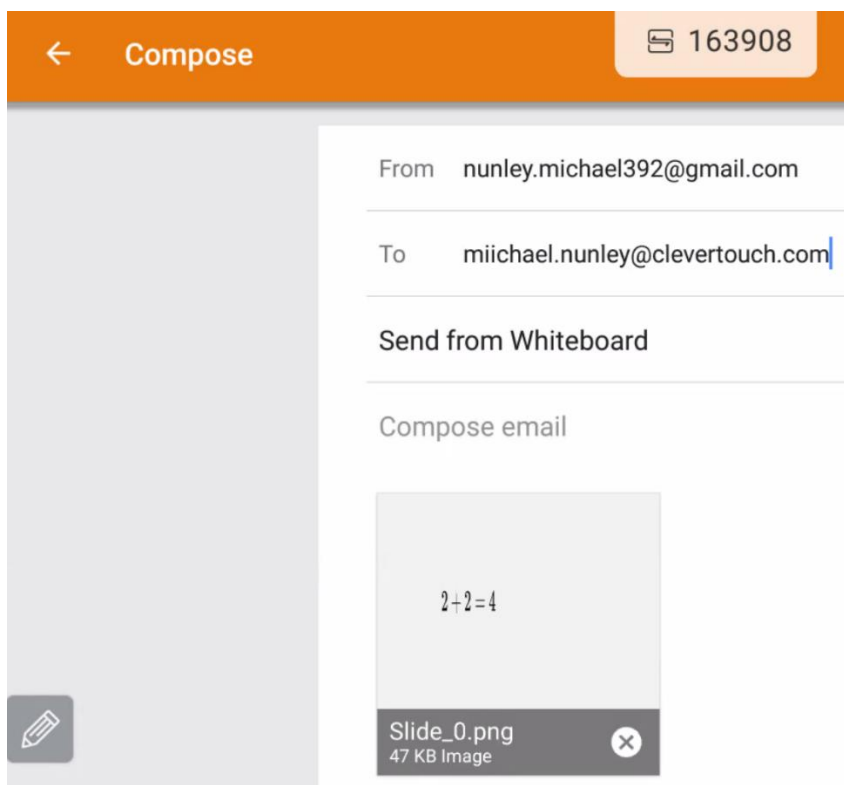 Compose
163908
From nunley.michael392@gmail.com
To miichael.nunley@clevertouch.com
Send from Whiteboard
Compose email
2+2=4
Slide_0.png
47 KB Image